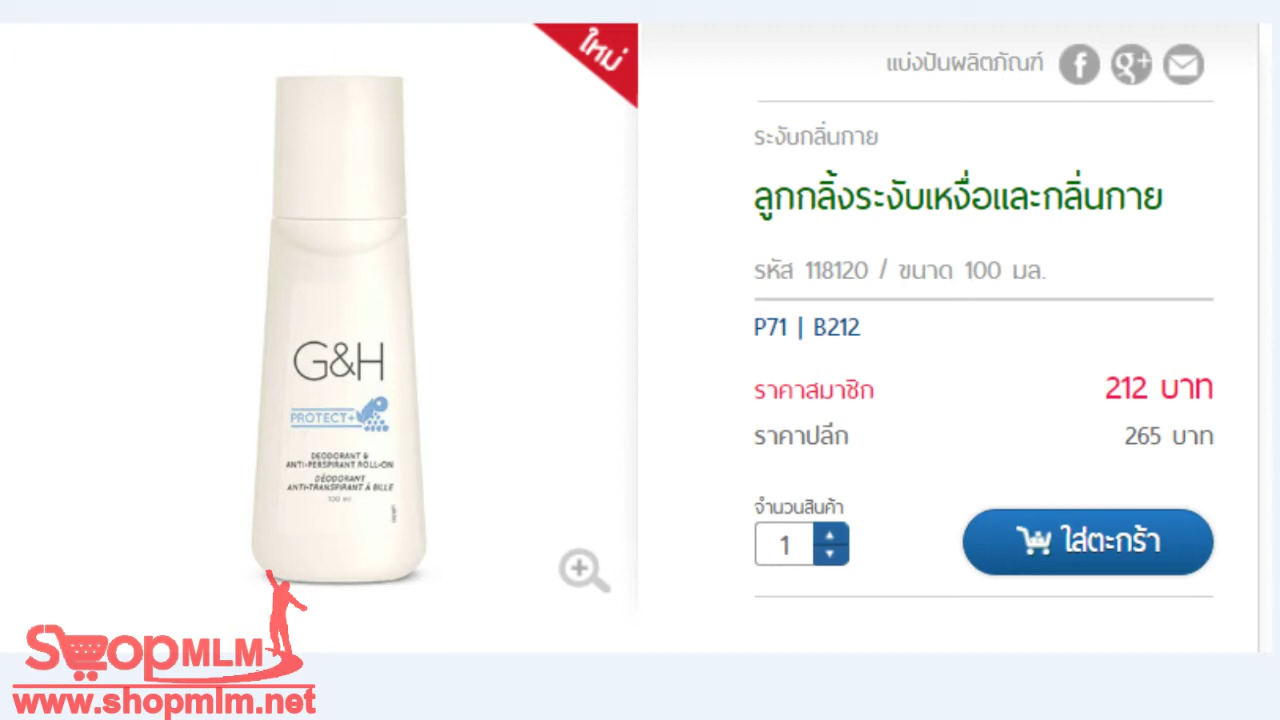 ใหม่
แบ่งปันผลิตภัณฑ์
ระงับกลิ่นกาย
ลูกกลิ้งระงับเหงื่อและกลิ่นกาย
รหัส 118120 / ขนาด 100 มล.
P71 | B212
ราคาสมาชิก 212 บาท
ราคาปลีก 265 บาท
จำนวนสินค้า
1
ใส่ตะกร้า
G&H
PROTECT+
DEODORANT &
ANTI-PERSPIRANT ROLL-ON
DÉODORANT
ANTI-TRANSPIRANT À BILLE
100 ml
SHOPMLM
www.shopmlm.net